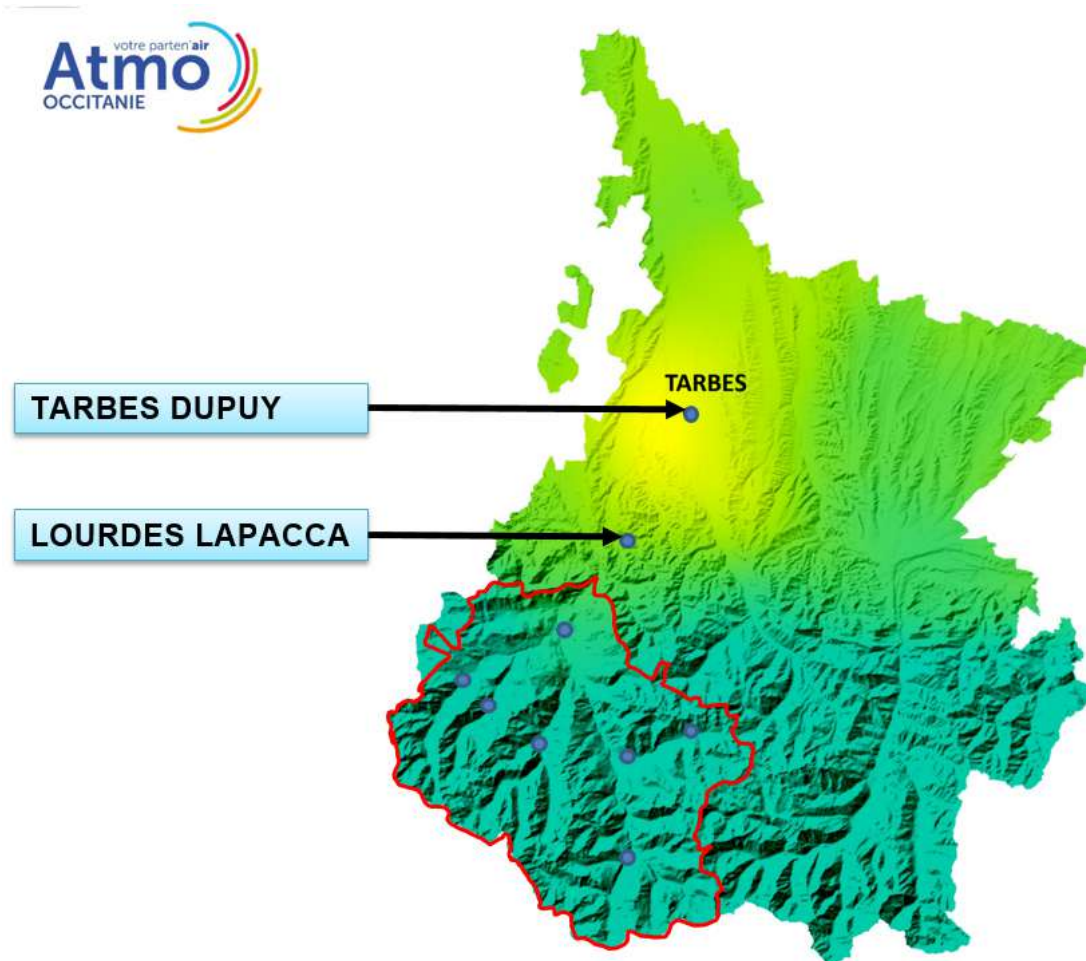 votre parten'air
Atmo
OCCITANIE
TARBES
TARBES DUPUY
LOURDES LAPACCA